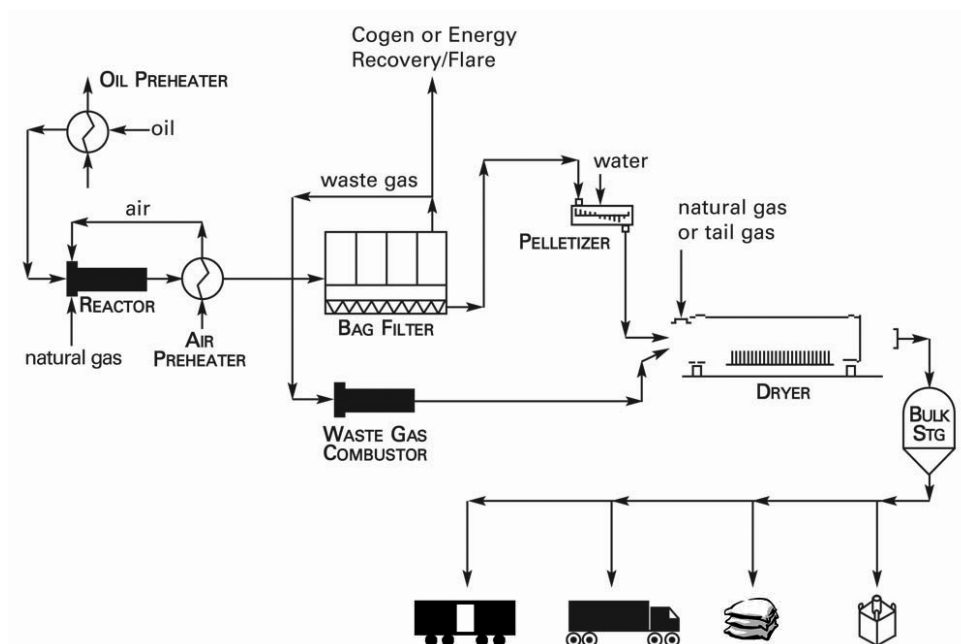 Cogen or Energy
Recovery/Flare
OIL PREHEATER
oil
waste gas
water
air
natural gas
or tail gas
PELLETIZER
REACTOR
BAG FILTER
natural gas
AIR
PREHEATER
DRYER
BULK
STG
WASTE GAS
COMBUSTOR